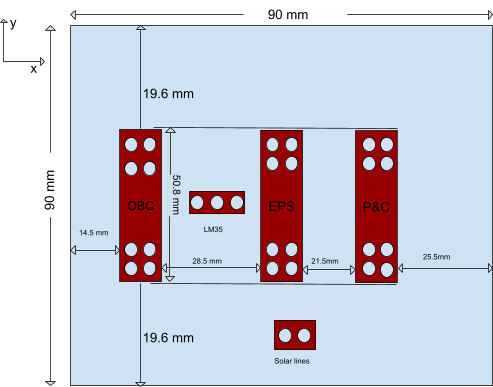 90 mm
y
x
19.6 mm
90 mm
50.8 mm
OBC
EPS
P&C
LM35
14.5 mm
28.5 mm
21.5mm
25.5mm
19.6 mm
Solar lines